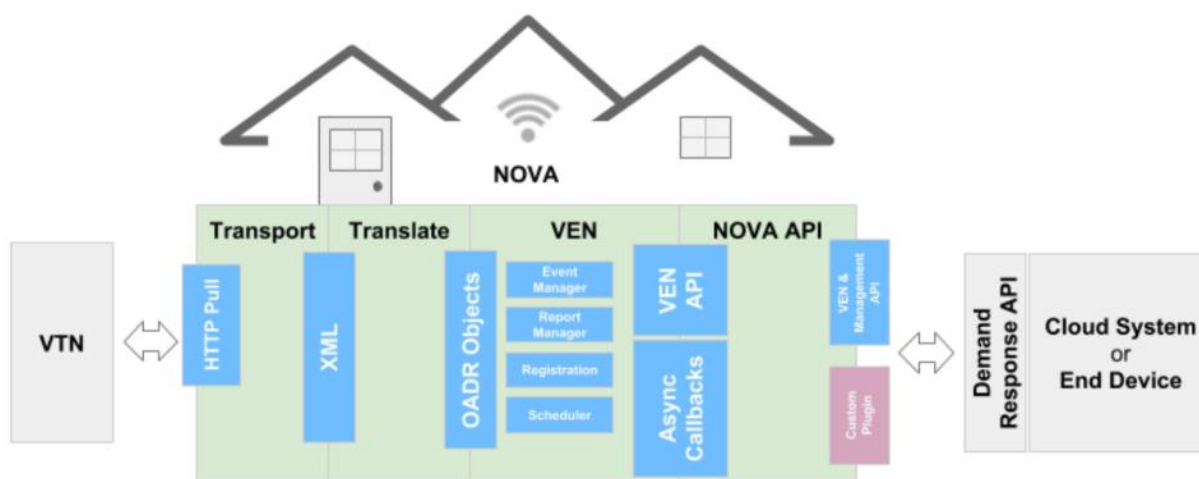 NOVA
Transport
Translate
VEN
NOVA API
VTN
HTTP Pull
XML
OADR Objects
Event
Manager
Report
Manager
Registration
Scheduler
VEN
API
Async
Callbacks
VEN &
Management
API
Custom
Plugin
Demand
Response API
Cloud System
or
End Device